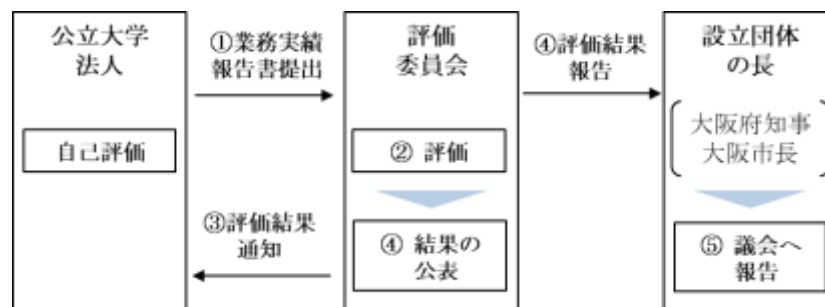 公立大学
法人
自己評価
①業務実績
報告書提出
③評価結果
通知
評価
委員会
② 評価
④ 結果の
公表
④評価結果
報告
設立団体
の長
大阪府知事
大阪市長
⑤ 議会へ
報告